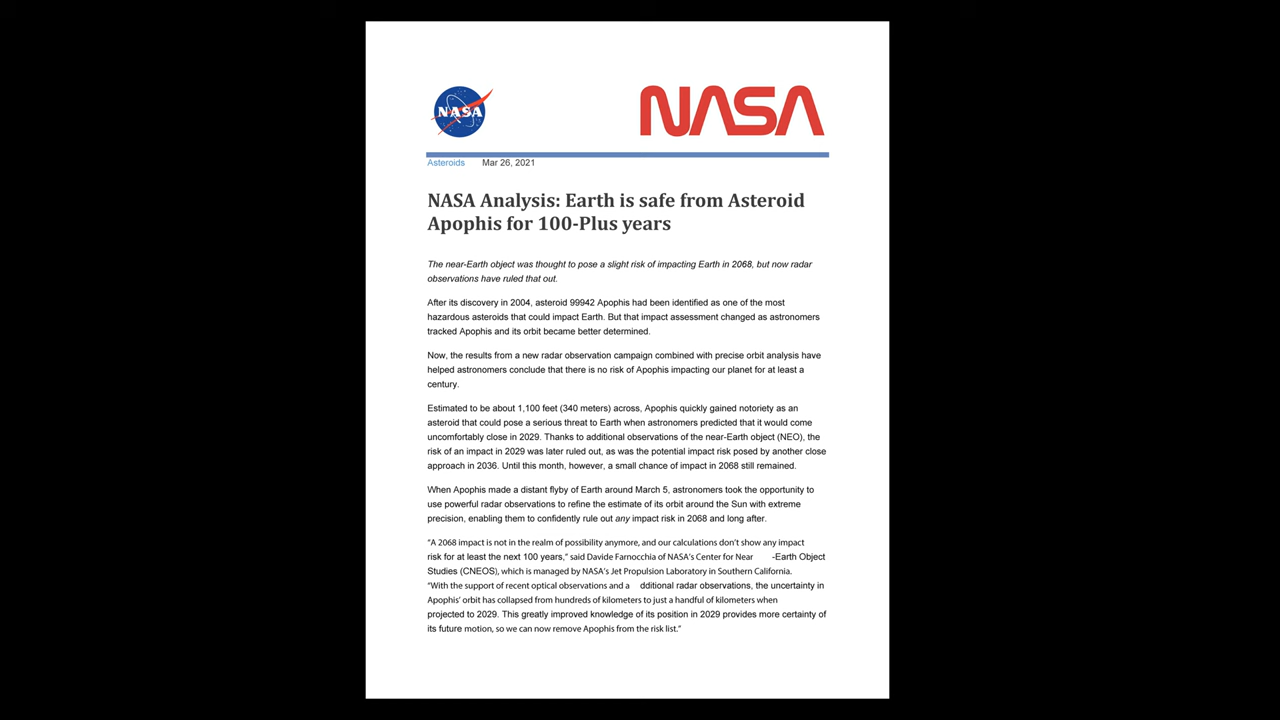 NASA
NASA
Asteroids Mar 26, 2021
NASA Analysis: Earth is safe from Asteroid
Apophis for 100-Plus years
The near-Earth object was thought to pose a slight risk of impacting Earth in 2068, but now radar
observations have ruled that out.
After its discovery in 2004, asteroid 99942 Apophis had been identified as one of the most
hazardous asteroids that could impact Earth. But that impact assessment changed as astronomers
tracked Apophis and its orbit became better determined.
Now, the results from a new radar observation campaign combined with precise orbit analysis have
helped astronomers conclude that there is no risk of Apophis impacting our planet for at least a
century.
Estimated to be about 1,100 feet (340 meters) across, Apophis quickly gained notoriety as an
asteroid that could pose a serious threat to Earth when astronomers predicted that it would come
uncomfortably close in 2029. Thanks to additional observations of the near-Earth object (NEO), the
risk of an impact in 2029 was later ruled out, as was the potential impact risk posed by another close
approach in 2036. Until this month, however, a small chance of impact in 2068 still remained.
When Apophis made a distant flyby of Earth around March 5, astronomers took the opportunity to
use powerful radar observations to refine the estimate of its orbit around the Sun with extreme
precision, enabling them to confidently rule out any impact risk in 2068 and long after.
“A 2068 impact is not in the realm of possibility anymore, and our calculations don’t show any impact
risk for at least the next 100 years,” said Davide Farnocchia of NASA’s Center for Near -Earth Object
Studies (CNEOS), which is managed by NASA’s Jet Propulsion Laboratory in Southern California.
“With the support of recent optical observations and a dditional radar observations, the uncertainty in
Apophis’ orbit has collapsed from hundreds of kilometers to just a handful of kilometers when
projected to 2029. This greatly improved knowledge of its position in 2029 provides more certainty of
its future motion, so we can now remove Apophis from the risk list.”